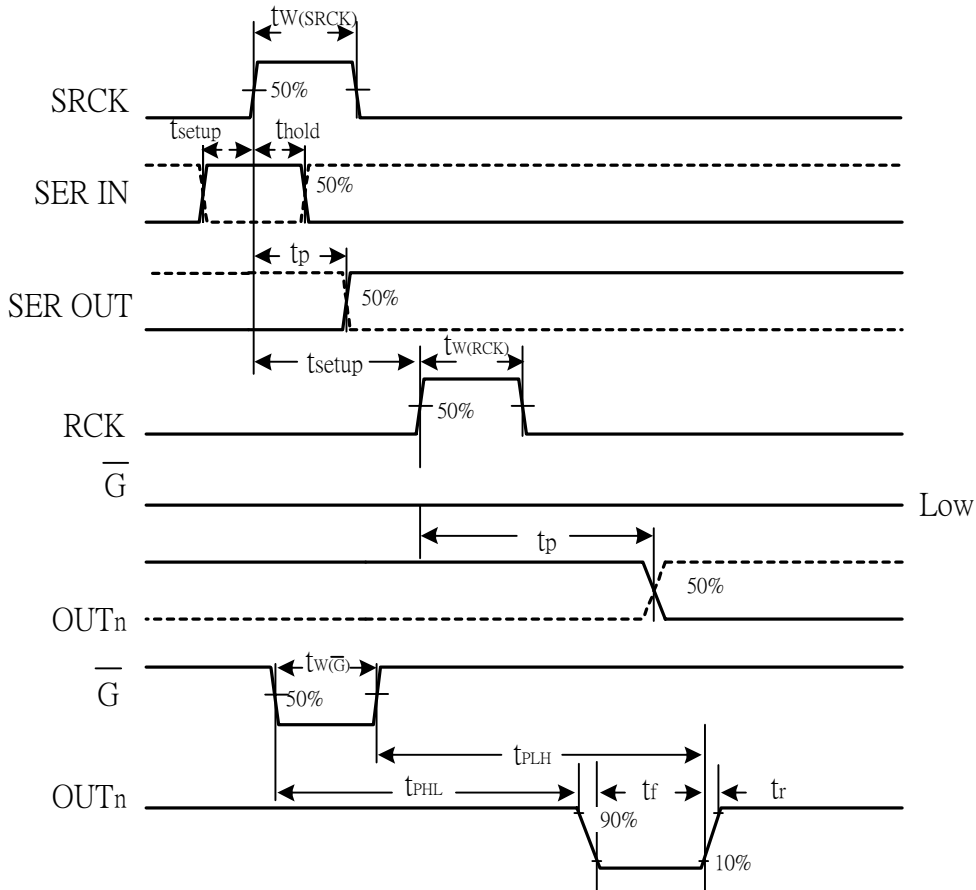 tW(SRCK)
50%
SRCK
tsetup
thold
50%
SER IN
tp
50%
SER OUT
tW(RCK)
tsetup
50%
RCK
G̅
Low
tp
50%
OUTn
tW(G̅)
G̅
50%
tPLH
tPHL
tf
tr
OUTn
90%
10%